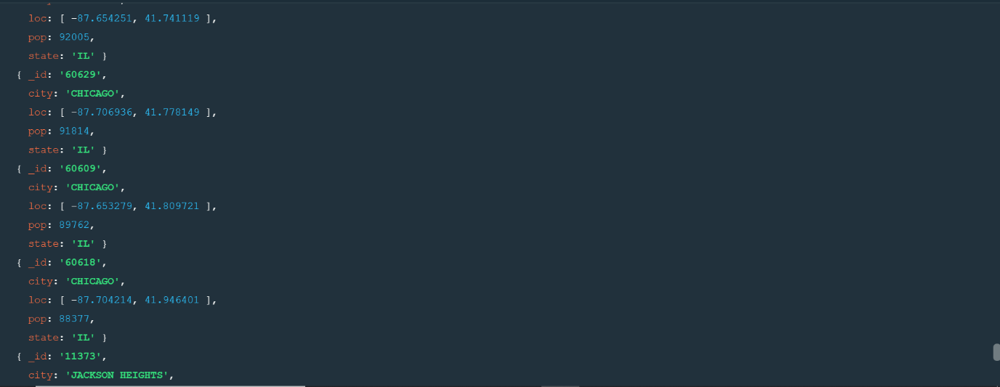 loc: [ -87.654251, 41.741119 ],
pop: 92005,
state: 'IL' }
{ _id: '60629',
city: 'CHICAGO',
loc: [ -87.706936, 41.778149 ],
pop: 91814,
state: 'IL' }
{ _id: '60609',
city: 'CHICAGO',
loc: [ -87.653279, 41.809721 ],
pop: 89762,
state: 'IL' }
{ _id: '60618',
city: 'CHICAGO',
loc: [ -87.704214, 41.946401 ],
pop: 88377,
state: 'IL' }
{ _id: '11373',
city: 'JACKSON HEIGHTS',